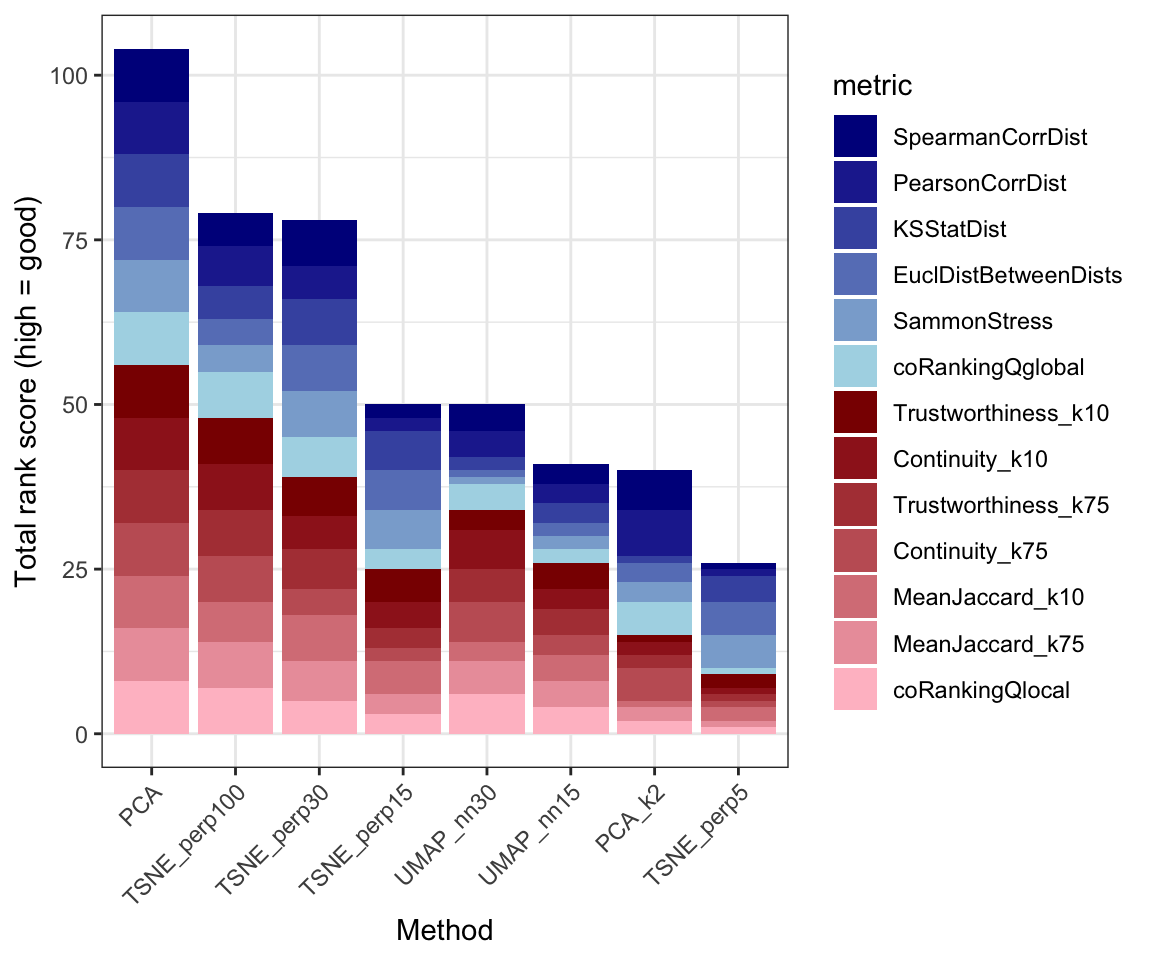 Total rank score (high = good)
100
75
50
25
0
PCA
TSNE_perp100
TSNE_perp30
TSNE_perp15
UMAP_nn30
UMAP_nn15
PCA_k2
TSNE_perp5
Method
metric
SpearmanCorrDist
PearsonCorrDist
KSStatDist
EuclDistBetweenDists
SammonStress
coRankingQglobal
Trustworthiness_k10
Continuity_k10
Trustworthiness_k75
Continuity_k75
MeanJaccard_k10
MeanJaccard_k75
coRankingQlocal